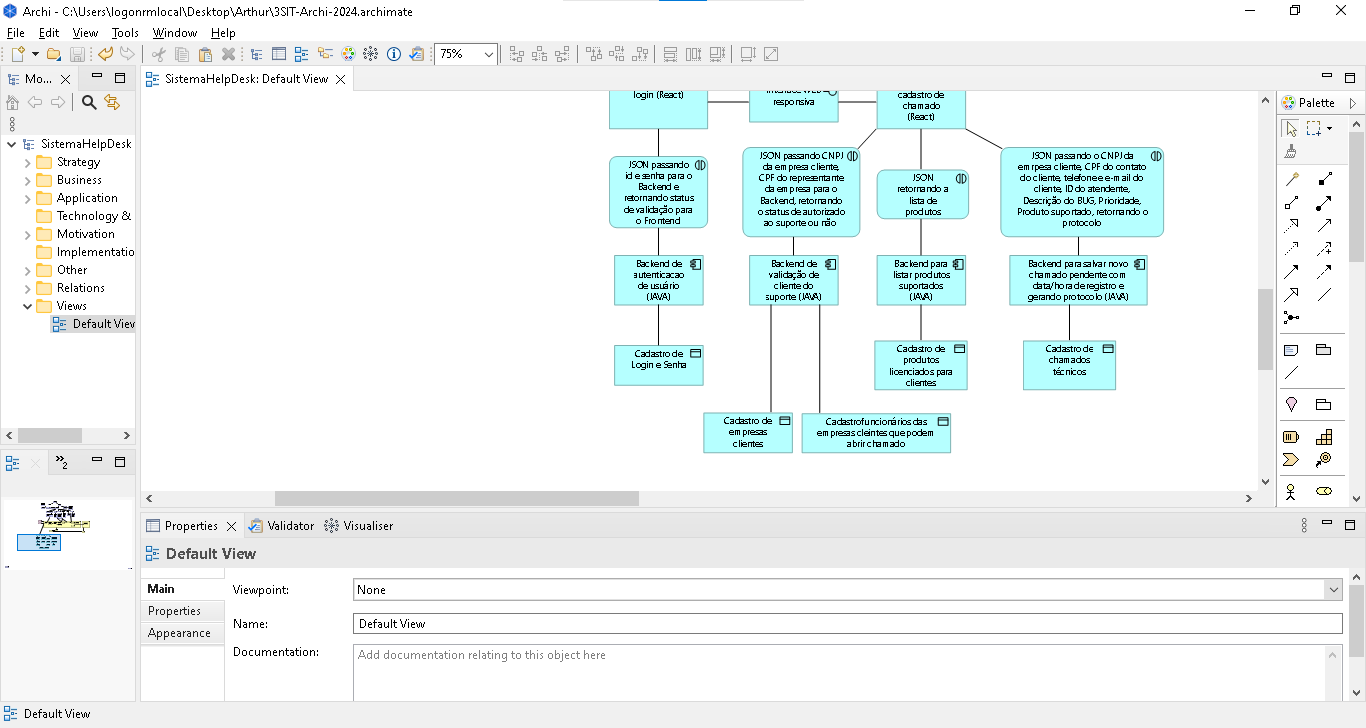 Archi - C:\Users\logonrmlocal\Desktop\Arthur\3SIT-Archi-2024.archimate
File Edit View Tools Window Help
75%
Mo...
SistemaHelpDesk: Default View
Palette
SistemaHelpDesk
Strategy
Business
Application
Technology &
Motivation
Implementatio
Other
Relations
Views
Default View
login (React)
responsiva
cadastro de
chamado
(React)
JSON passando
id e senha para o
Backend e
retornando status
de validação para
o Frontend
JSON passando CNPJ
da empresa cliente,
CPF do representante
da empresa para o
Backend, retornando
o status de autorizado
ao suporte ou não
JSON
retornando a
lista de
produtos
JSON passando o CNPJ da
emrpesa cliente, CPF do contato
do cliente, telefone e e-mail do
cliente, ID do atendente,
Descrição do BUG, Prioridade,
Produto suportado, retornando o
protocolo
Backend de
autenticacao
de usuário
(JAVA)
Backend de
validação de
cliente do
suporte (JAVA)
Backend para
listar produtos
suportados
(JAVA)
Backend para salvar novo
chamado pendente com
data/hora de registro e
gerando protocolo (JAVA)
Cadastro de
Login e Senha
Cadastro de
produtos
licenciados para
clientes
Cadastro de
chamados
técnicos
Cadastro de
empresas
clientes
Cadastro funcionários das
empresas cleintes que podem
abrir chamado
2
Properties
Validator
Visualiser
Default View
Main
Properties
Appearance
Viewpoint:
None
Name:
Default View
Documentation:
Add documentation relating to this object here
Default View